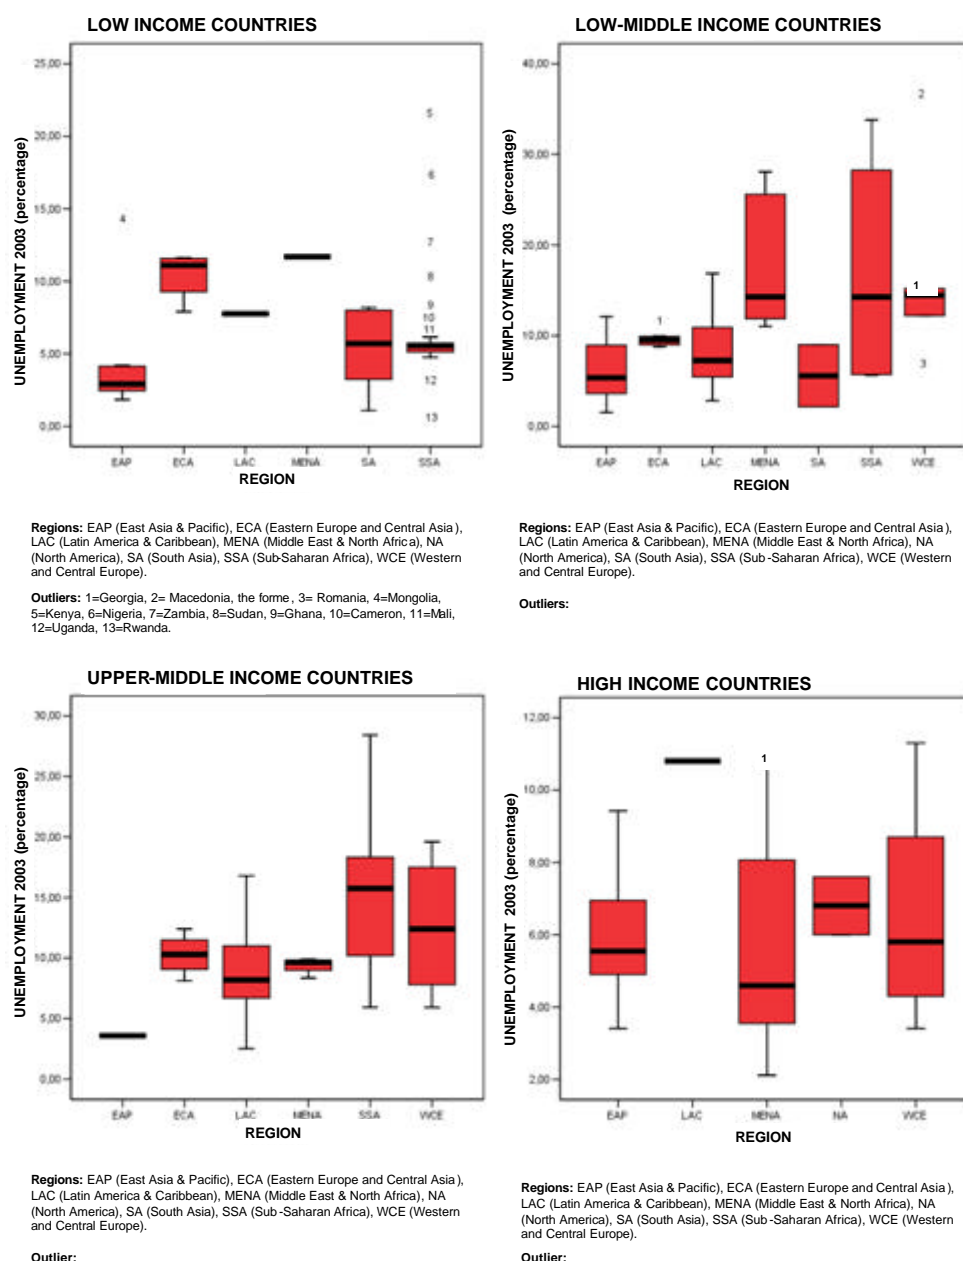 LOW INCOME COUNTRIES
UNEMPLOYMENT 2003 (percentage)
25,00
20,00
15,00
10,00
5,00
0,00
4
5
6
7
8
9
10
11
12
13
EAP ECA LAC MENA SA SSA
REGION
Regions: EAP (East Asia & Pacific), ECA (Eastern Europe and Central Asia),
LAC (Latin America & Caribbean), MENA (Middle East & North Africa), NA
(North America), SA (South Asia), SSA (Sub-Saharan Africa), WCE (Western
and Central Europe).
Outliers: 1=Georgia, 2= Macedonia, the forme, 3= Romania, 4=Mongolia,
5=Kenya, 6=Nigeria, 7=Zambia, 8=Sudan, 9=Ghana, 10=Cameron, 11=Mali,
12=Uganda, 13=Rwanda.
LOW-MIDDLE INCOME COUNTRIES
UNEMPLOYMENT 2003 (percentage)
40,00
30,00
20,00
10,00
0,00
2
1
1
3
EAP ECA LAC MENA SA SSA WCE
REGION
Regions: EAP (East Asia & Pacific), ECA (Eastern Europe and Central Asia),
LAC (Latin America & Caribbean), MENA (Middle East & North Africa), NA
(North America), SA (South Asia), SSA (Sub-Saharan Africa), WCE (Western
and Central Europe).
Outliers:
UPPER-MIDDLE INCOME COUNTRIES
UNEMPLOYMENT 2003 (percentage)
30,00
25,00
20,00
15,00
10,00
5,00
0,00
EAP ECA LAC MENA SSA WCE
REGION
Regions: EAP (East Asia & Pacific), ECA (Eastern Europe and Central Asia),
LAC (Latin America & Caribbean), MENA (Middle East & North Africa), NA
(North America), SA (South Asia), SSA (Sub-Saharan Africa), WCE (Western
and Central Europe).
Outlier:
HIGH INCOME COUNTRIES
UNEMPLOYMENT 2003 (percentage)
12,00
10,00
8,00
6,00
4,00
2,00
1
EAP LAC MENA NA WCE
REGION
Regions: EAP (East Asia & Pacific), ECA (Eastern Europe and Central Asia),
LAC (Latin America & Caribbean), MENA (Middle East & North Africa), NA
(North America), SA (South Asia), SSA (Sub-Saharan Africa), WCE (Western
and Central Europe).
Outlier: